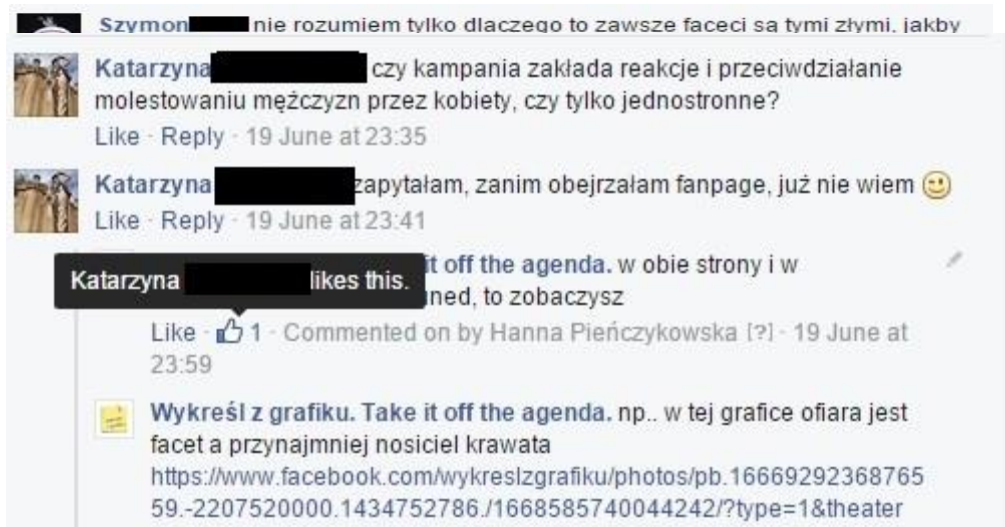 Szymon nie rozumiem tylko dlaczego to zawsze faceci są tymi złymi, jakby
Katarzyna czy kampania zakłada reakcje i przeciwdziałanie
molestowaniu mężczyzn przez kobiety, czy tylko jednostronne?
Like · Reply · 19 June at 23:35
Katarzyna zapytałam, zanim obejrzałam fanpage, już nie wiem
Like · Reply · 19 June at 23:41
it off the agenda. w obie strony i w
Katarzyna likes this.
ned, to zobaczysz
Like · 1 · Commented on by Hanna Pieńczykowska [?] · 19 June at
23:59
Wykreśl z grafiku. Take it off the agenda. np.. w tej grafice ofiara jest
facet a przynajmniej nosiciel krawata
https://www.facebook.com/wykreslzgrafiku/photos/pb.16669292368765
59.-2207520000.1434752786./1668585740044242/?type=1&theater